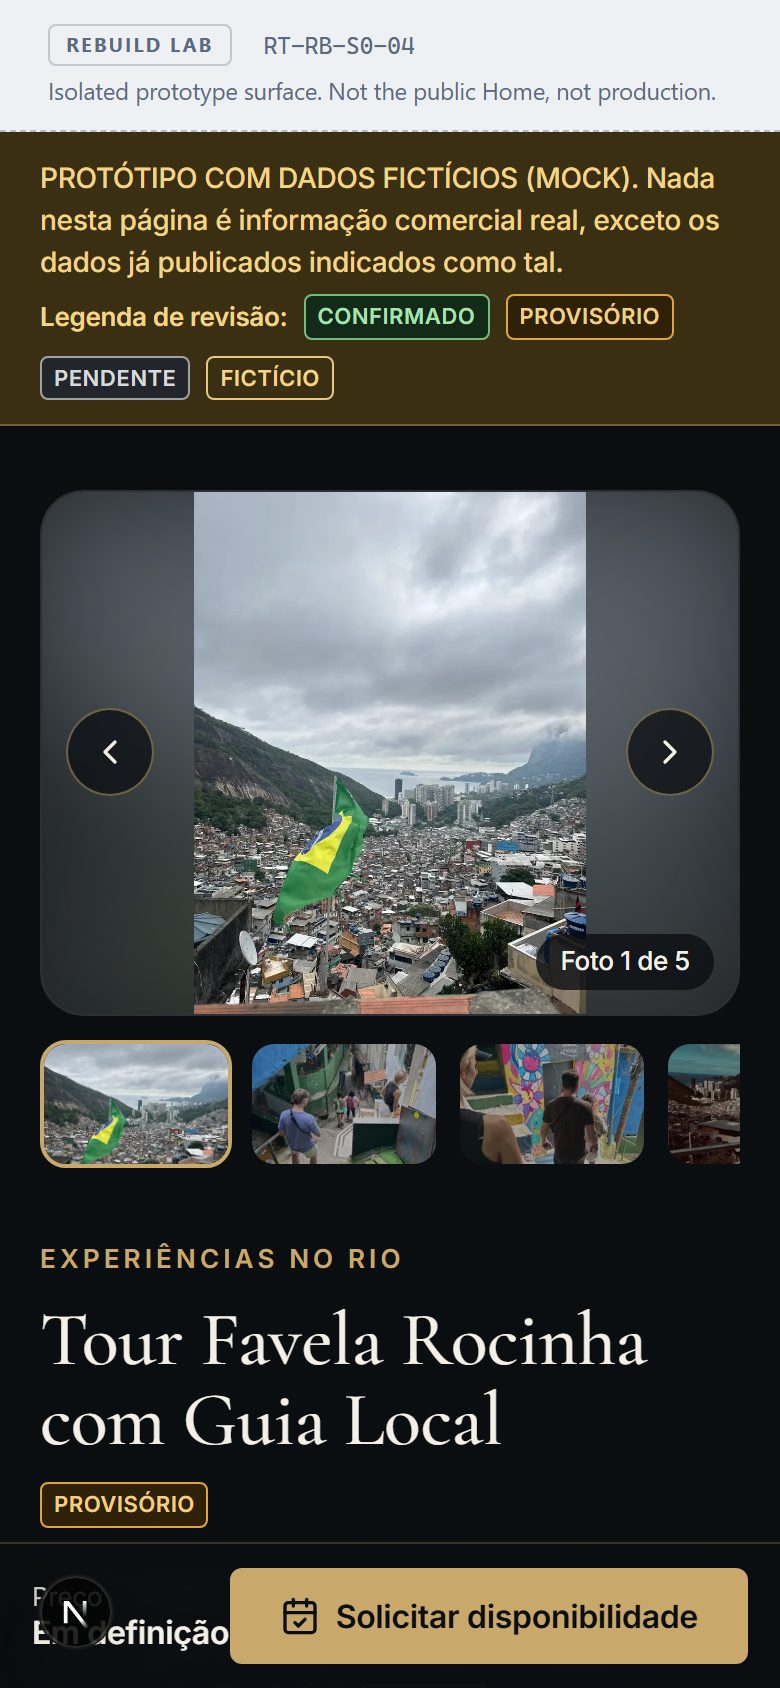 REBUILD LAB RT-RB-S0-04
Isolated prototype surface. Not the public Home, not production.
PROTÓTIPO COM DADOS FICTÍCIOS (MOCK). Nada
nesta página é informação comercial real, exceto os
dados já publicados indicados como tal.
Legenda de revisão: CONFIRMADO PROVISÓRIO
PENDENTE FICTÍCIO
Foto 1 de 5
EXPERIÊNCIAS NO RIO
Tour Favela Rocinha
com Guia Local
PROVISÓRIO
Preço
Em definição
N
Solicitar disponibilidade